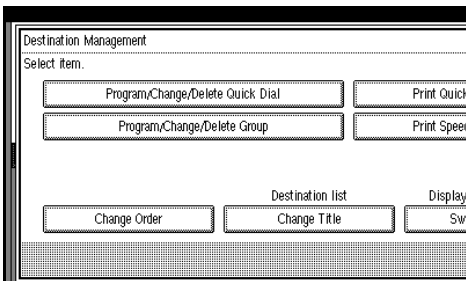 Destination Management
Select item.
Program/Change/Delete Quick Dial Print Quick
Program/Change/Delete Group Print Spee
Destination list Display
Change Order Change Title Sw